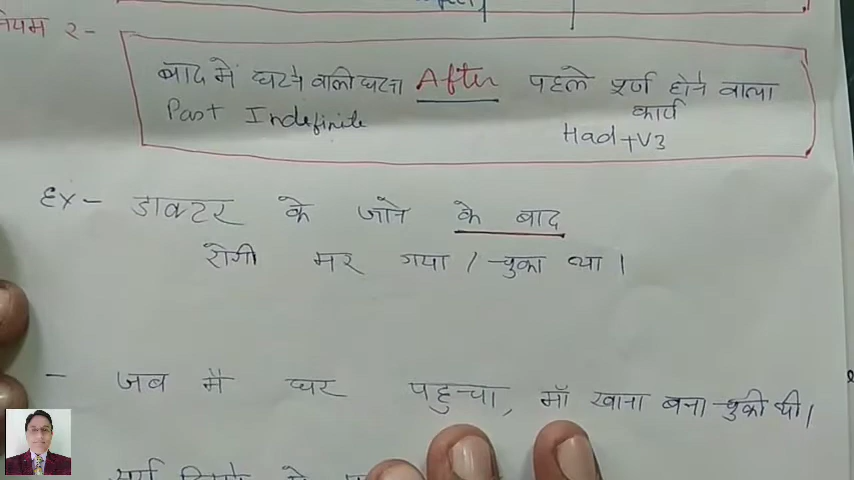 नियम २-
बाद में घटने वाली घटना After पहले पूर्ण होने वाला
कार्य
Past Indefinite Had+V3
Ex- डाक्टर के जाने के बाद
रोगी मर गया / चुका था।
- जब मै घर पहुचा, माँ खाना बना चुकी थी।